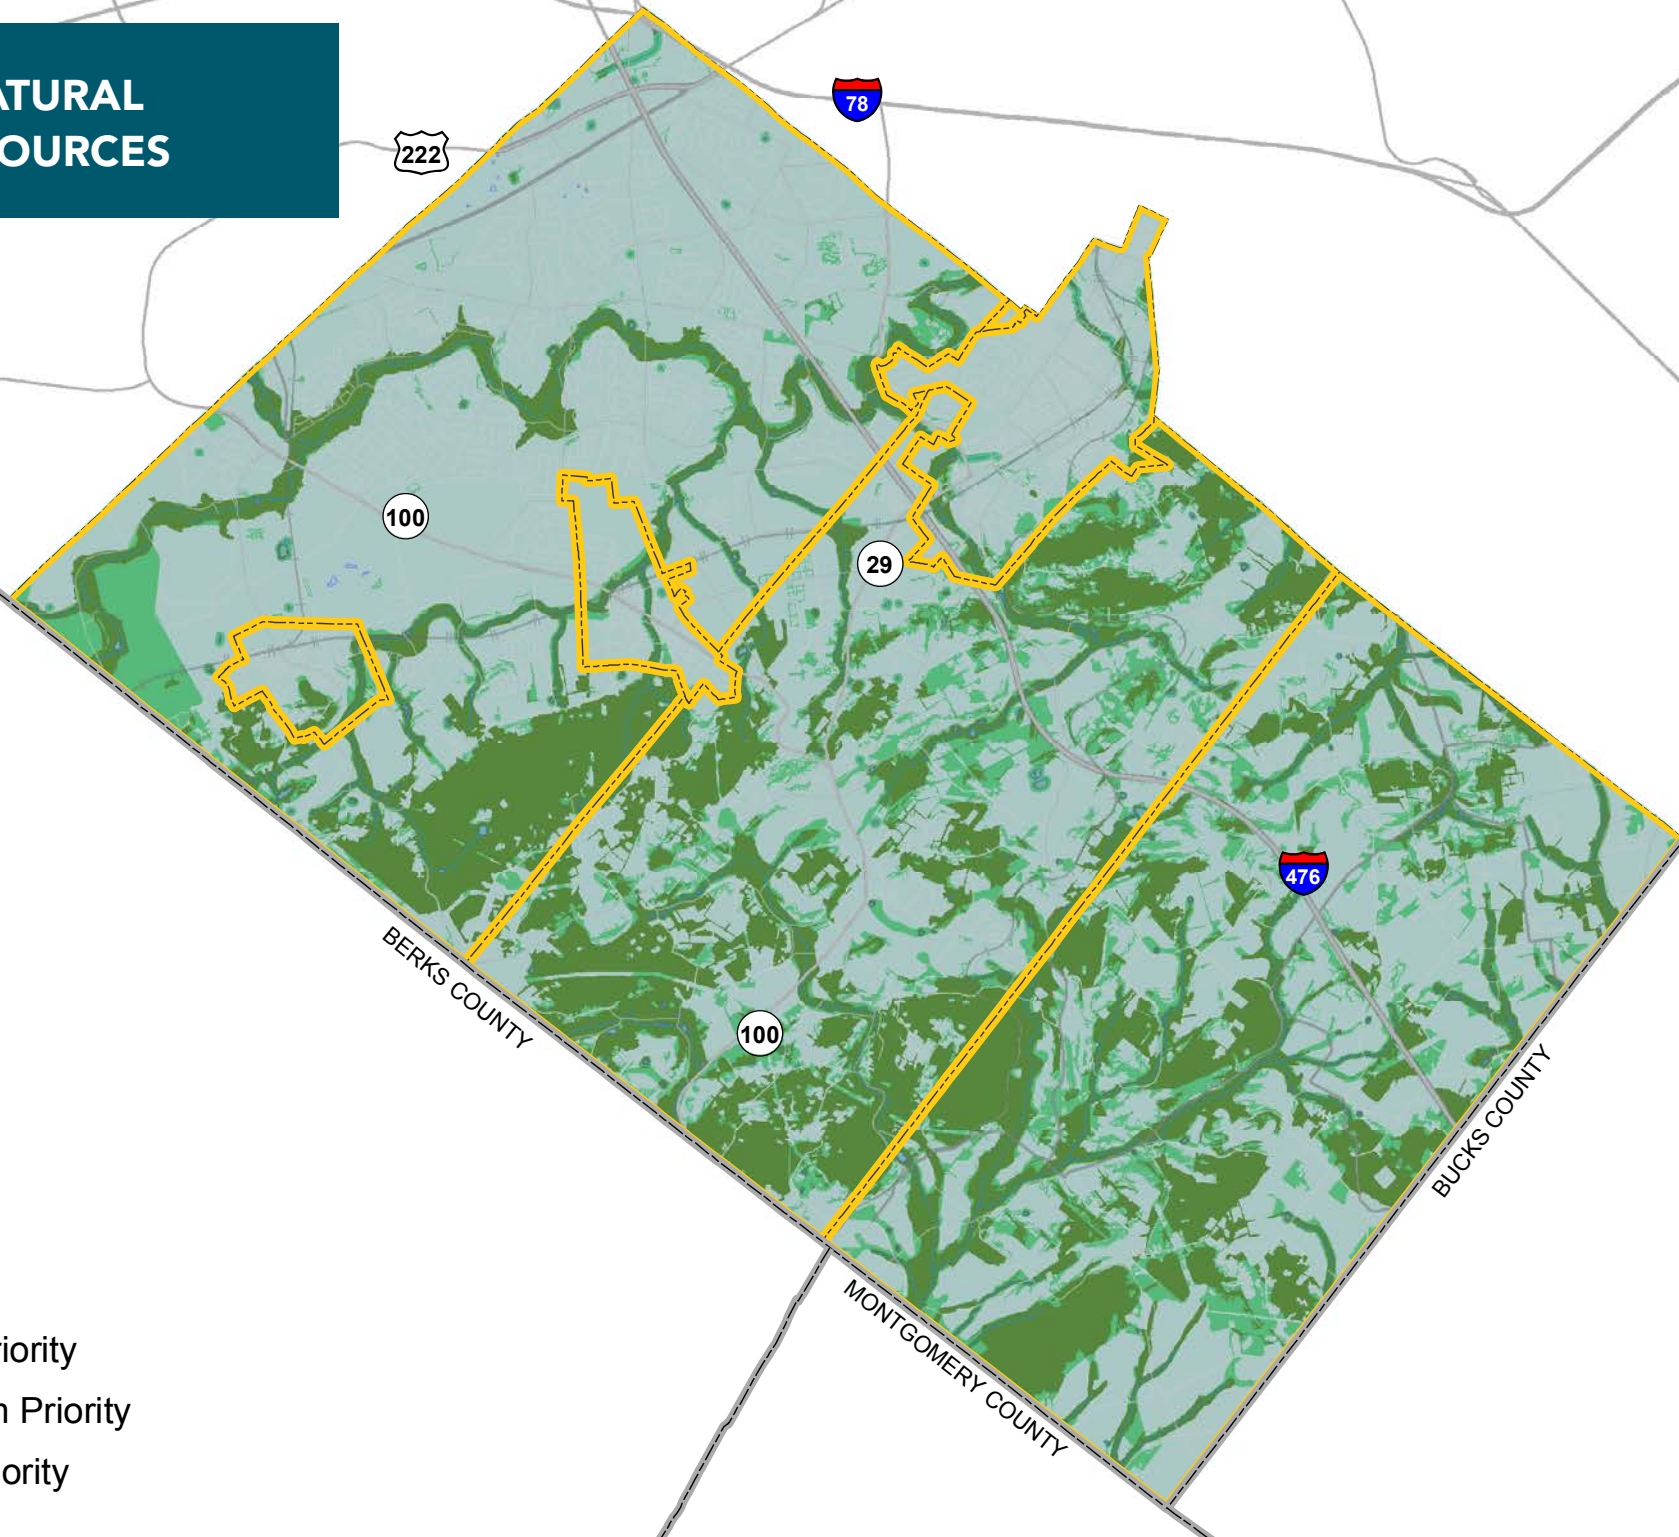 ATURAL
OURCES
78
222
100
29
476
BERKS COUNTY
100
BUCKS COUNTY
MONTGOMERY COUNTY
riority
n Priority
ority